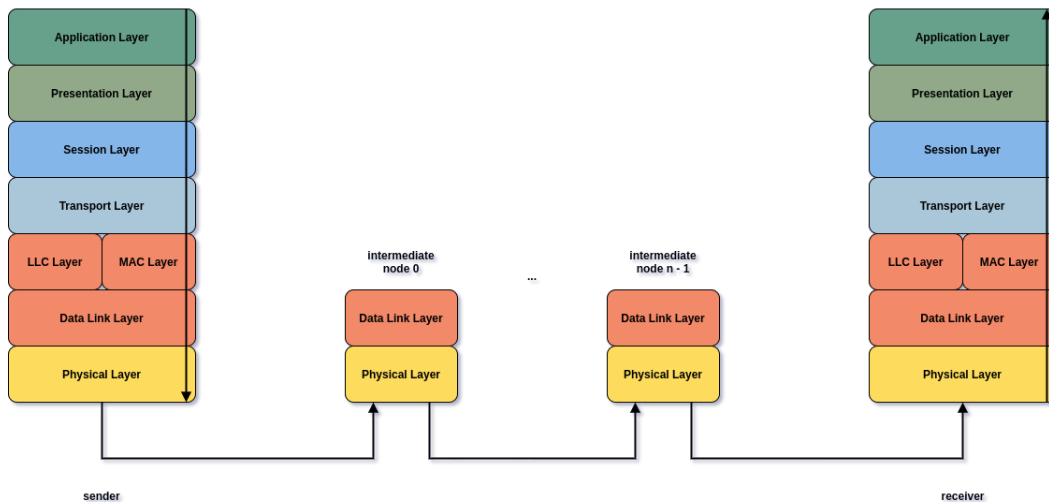 Application Layer
Presentation Layer
Session Layer
Transport Layer
LLC Layer
MAC Layer
Data Link Layer
Physical Layer
sender
intermediate
node 0
Data Link Layer
Physical Layer
...
intermediate
node n - 1
Data Link Layer
Physical Layer
Application Layer
Presentation Layer
Session Layer
Transport Layer
LLC Layer
MAC Layer
Data Link Layer
Physical Layer
receiver